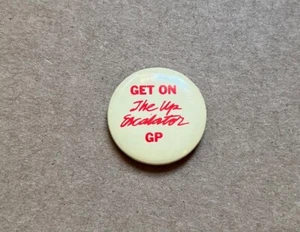 GET ON
The Up
Escalator
GP